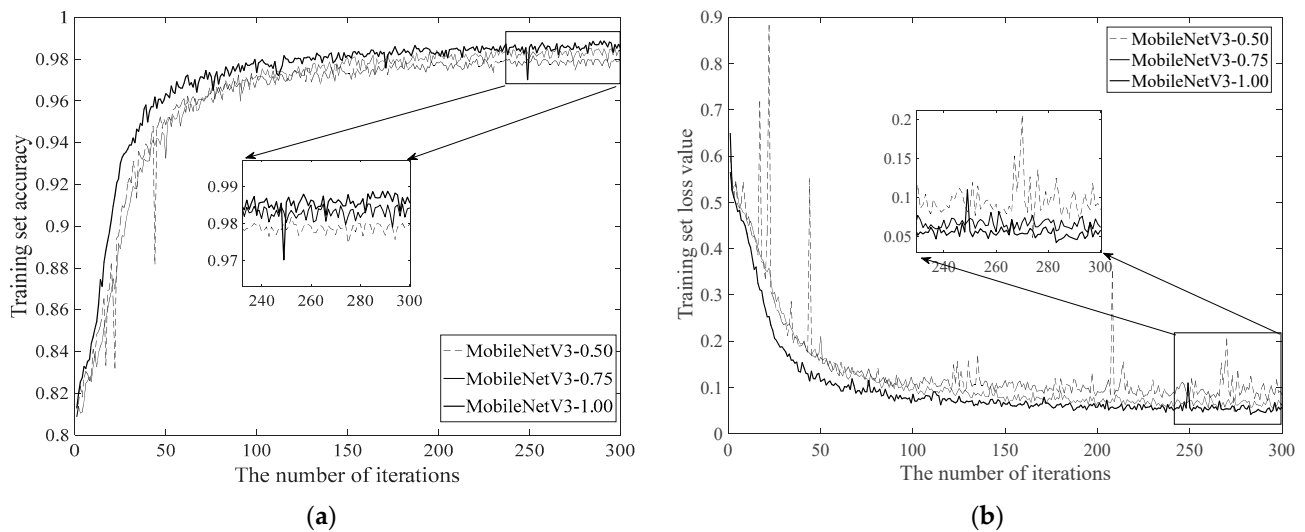 1
0.98
0.96
0.94
0.92
0.9
0.88
0.86
0.84
0.82
0.8
0 50 100 150 200 250 300
Training set accuracy
The number of iterations
0.99
0.98
0.97
240 260 280 300
MobileNetV3-0.50
MobileNetV3-0.75
MobileNetV3-1.00
(a)
0.9
0.8
0.7
0.6
0.5
0.4
0.3
0.2
0.1
0
0 50 100 150 200 250 300
Training set loss value
The number of iterations
MobileNetV3-0.50
MobileNetV3-0.75
MobileNetV3-1.00
0.2
0.15
0.1
0.05
240 260 280 300
(b)